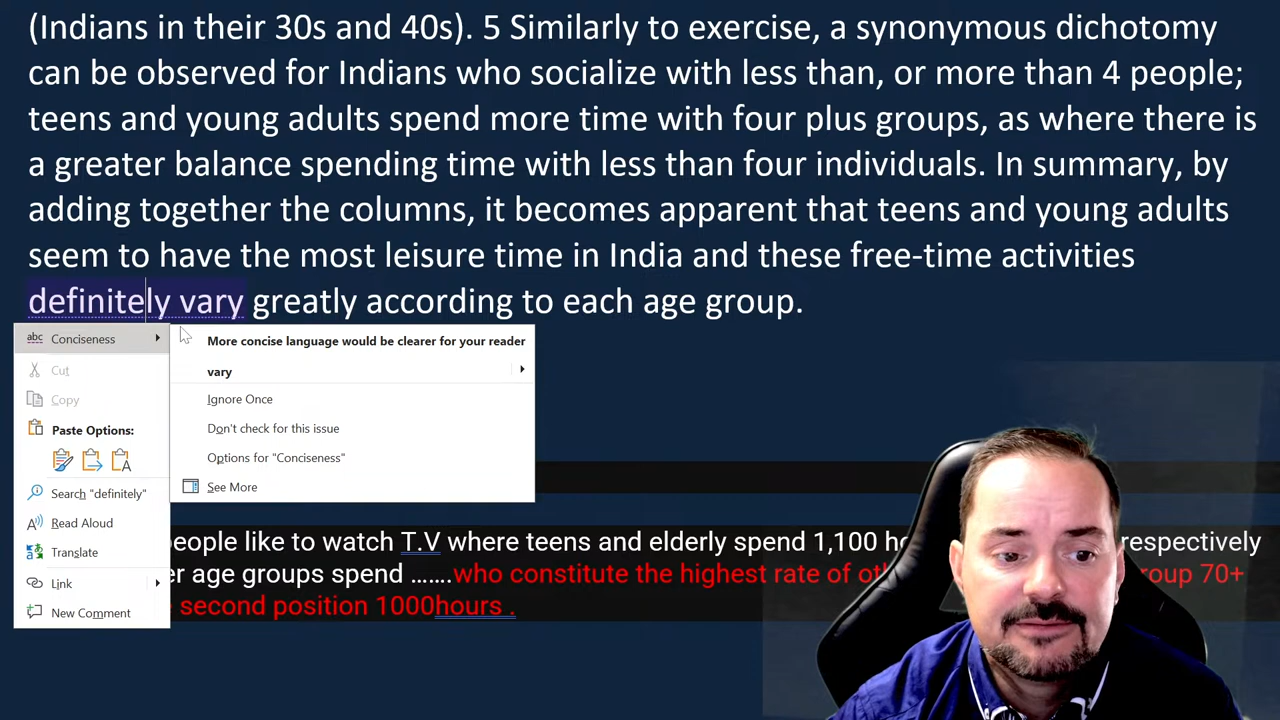 (Indians in their 30s and 40s). 5 Similarly to exercise, a synonymous dichotomy
can be observed for Indians who socialize with less than, or more than 4 people;
teens and young adults spend more time with four plus groups, as where there is
a greater balance spending time with less than four individuals. In summary, by
adding together the columns, it becomes apparent that teens and young adults
seem to have the most leisure time in India and these free-time activities
definitely vary greatly according to each age group.
abc Conciseness
Cut
Copy
Paste Options:
Search "definitely"
Read Aloud
Translate
Link
New Comment
More concise language would be clearer for your reader
vary
Ignore Once
Don't check for this issue
Options for "Conciseness"
See More
people like to watch T.V where teens and elderly spend 1,100 respectively
age groups spend .......who constitute the highest rate of 70+
second position 1000hours .